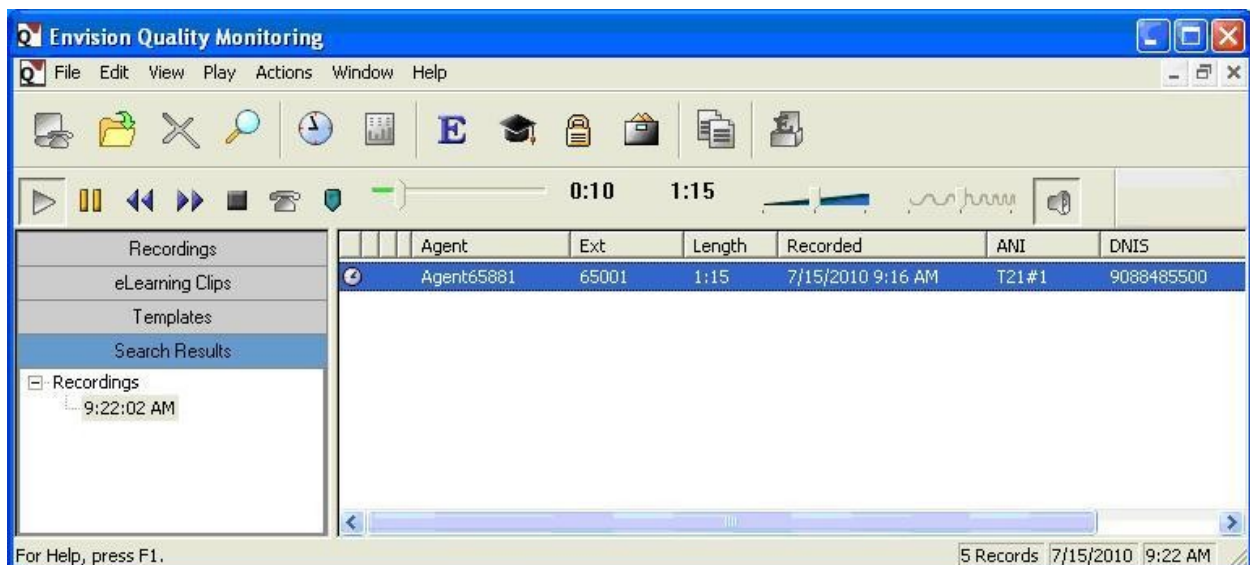 Envision Quality Monitoring
File Edit View Play Actions Window Help
E
0:10 1:15
Recordings
eLearning Clips
Templates
Search Results
Recordings
9:22:02 AM
Agent Ext Length Recorded ANI DNIS
Agent65881 65001 1:15 7/15/2010 9:16 AM T21#1 9088485500
For Help, press F1. 5 Records 7/15/2010 9:22 AM